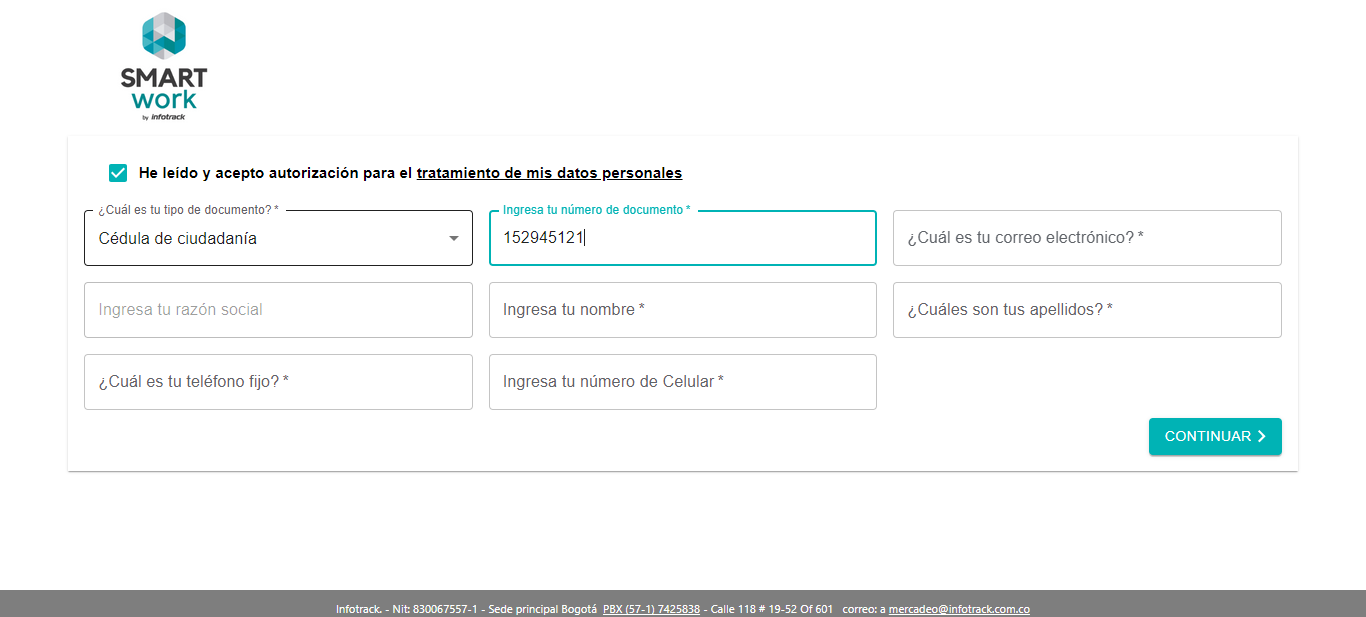 SMART
work
by infotrack
He leído y acepto autorización para el tratamiento de mis datos personales
¿Cuál es tu tipo de documento? *
Cédula de ciudadanía
Ingresa tu número de documento *
152945121
¿Cuál es tu correo electrónico? *
Ingresa tu razón social
Ingresa tu nombre *
¿Cuáles son tus apellidos? *
¿Cuál es tu teléfono fijo? *
Ingresa tu número de Celular *
CONTINUAR
Infotrack. - Nit: 830067557-1 - Sede principal Bogotá PBX (57-1) 7425838 - Calle 118 # 19-52 Of 601 correo: a mercadeo@infotrack.com.co